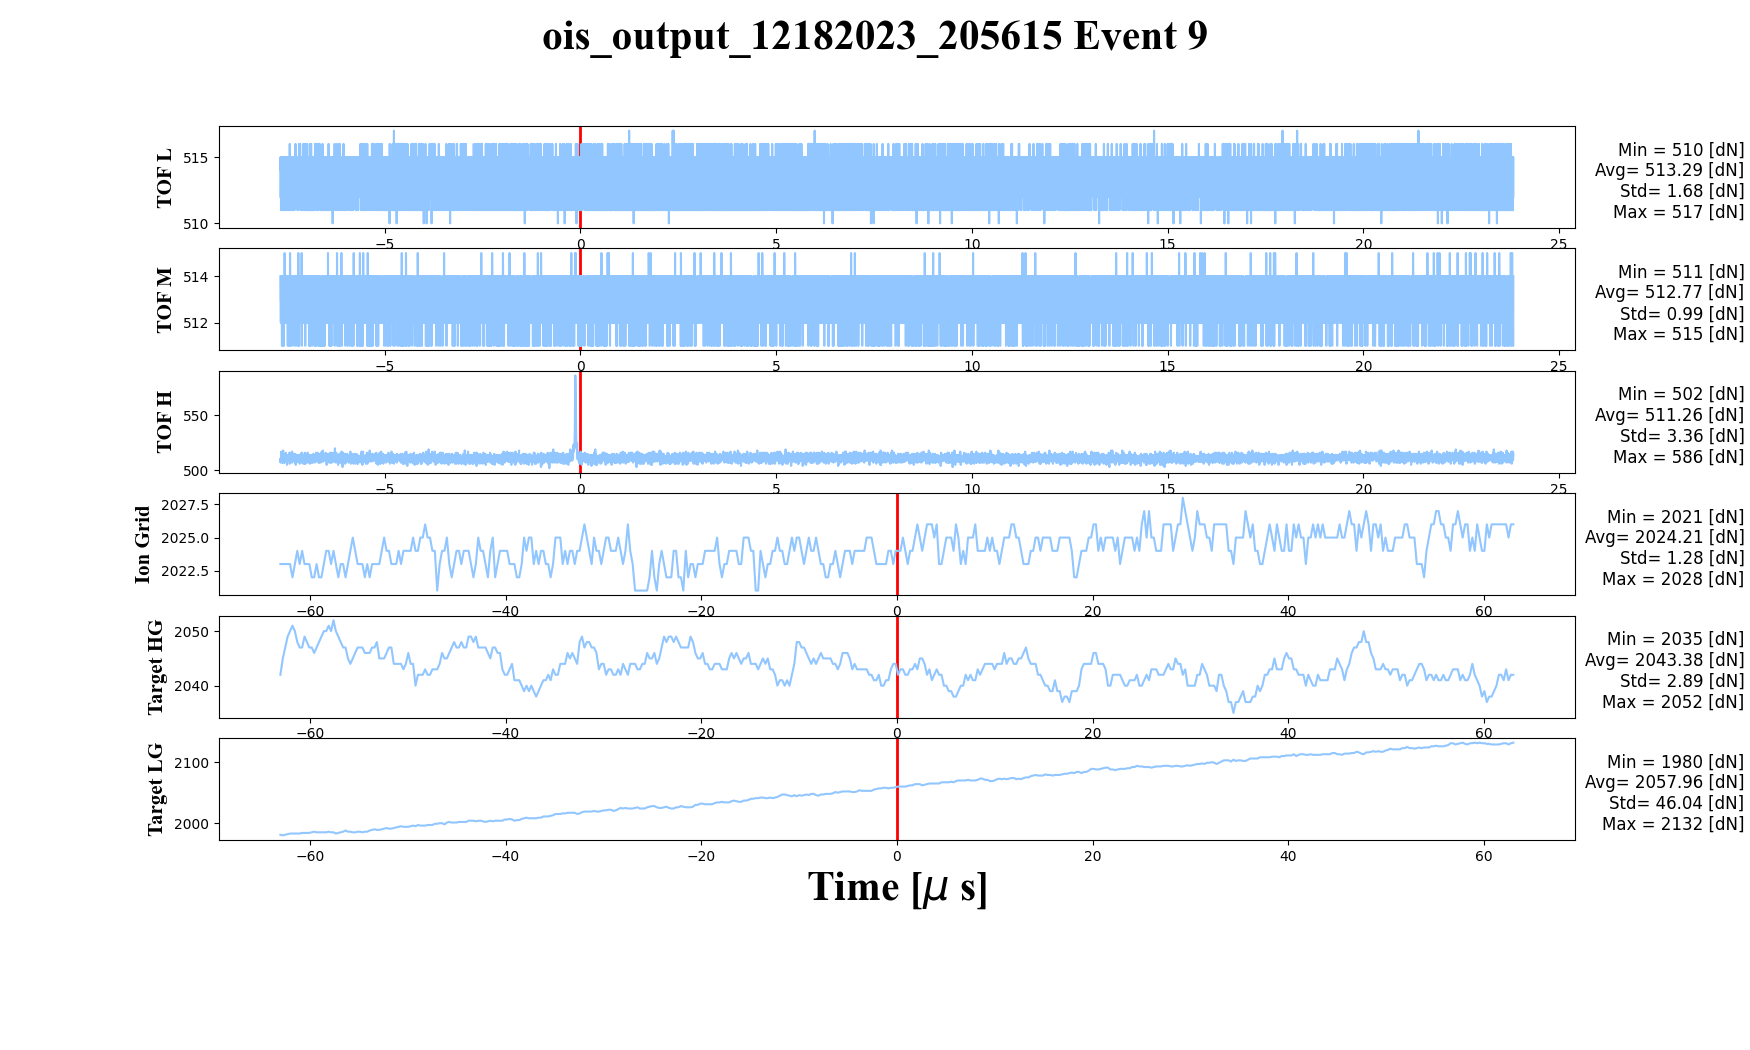 ois_output_12182023_205615 Event 9
TOF L
515
510
−5
0
5
10
15
20
25
Min = 510 [dN]
Avg= 513.29 [dN]
Std= 1.68 [dN]
Max = 517 [dN]
TOF M
514
512
−5
0
5
10
15
20
25
Min = 511 [dN]
Avg= 512.77 [dN]
Std= 0.99 [dN]
Max = 515 [dN]
TOF H
550
500
−5
0
5
10
15
20
25
Min = 502 [dN]
Avg= 511.26 [dN]
Std= 3.36 [dN]
Max = 586 [dN]
Ion Grid
2027.5
2025.0
2022.5
−60
−40
−20
0
20
40
60
Min = 2021 [dN]
Avg= 2024.21 [dN]
Std= 1.28 [dN]
Max = 2028 [dN]
Target HG
2050
2040
−60
−40
−20
0
20
40
60
Min = 2035 [dN]
Avg= 2043.38 [dN]
Std= 2.89 [dN]
Max = 2052 [dN]
Target LG
2100
2000
−60
−40
−20
0
20
40
60
Min = 1980 [dN]
Avg= 2057.96 [dN]
Std= 46.04 [dN]
Max = 2132 [dN]
Time [μ s]